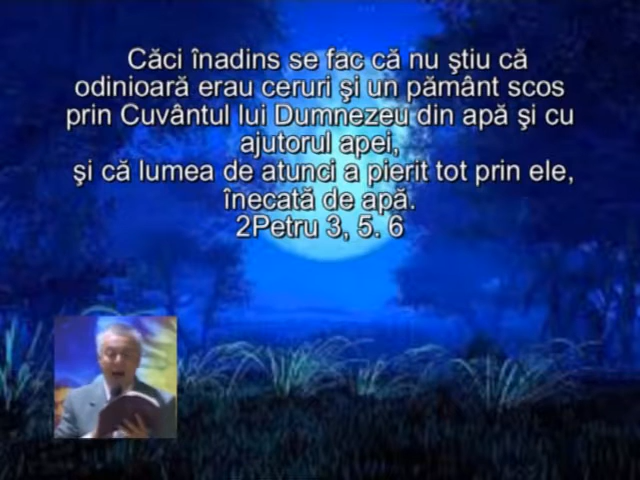 Căci înadins se fac că nu ştiu că
odinioară erau ceruri şi un pământ scos
prin Cuvântul lui Dumnezeu din apă şi cu
ajutorul apei,
şi că lumea de atunci a pierit tot prin ele,
înecată de apă.
2Petru 3, 5. 6